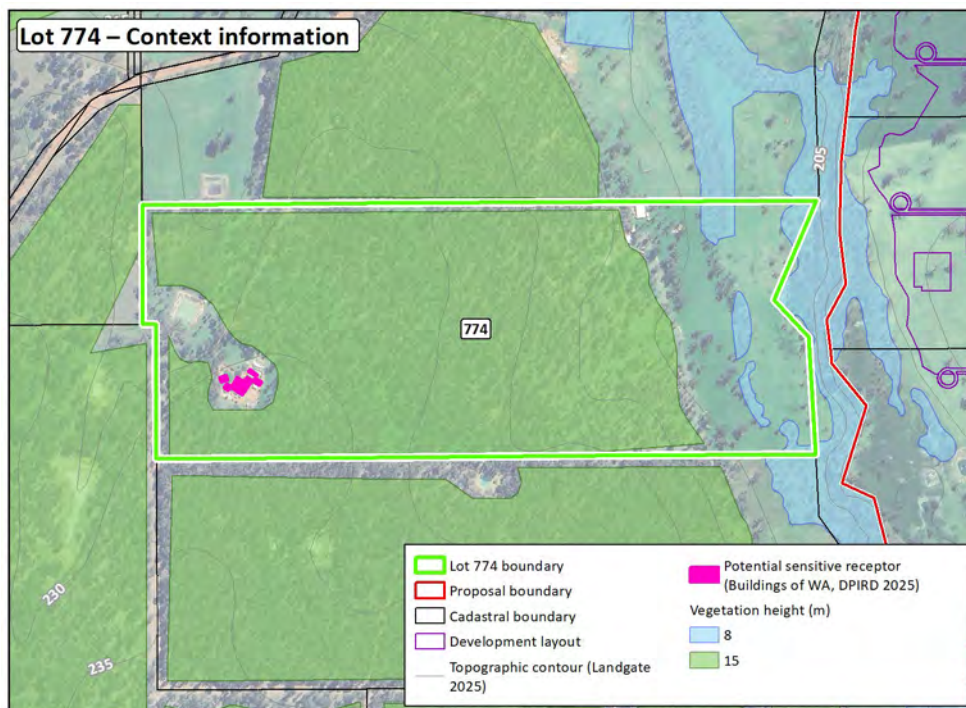 Lot 774 – Context information
205
774
230
235
Lot 774 boundary
Proposal boundary
Cadastral boundary
Development layout
Topographic contour (Landgate
2025)
Potential sensitive receptor
(Buildings of WA, DPIRD 2025)
Vegetation height (m)
8
15